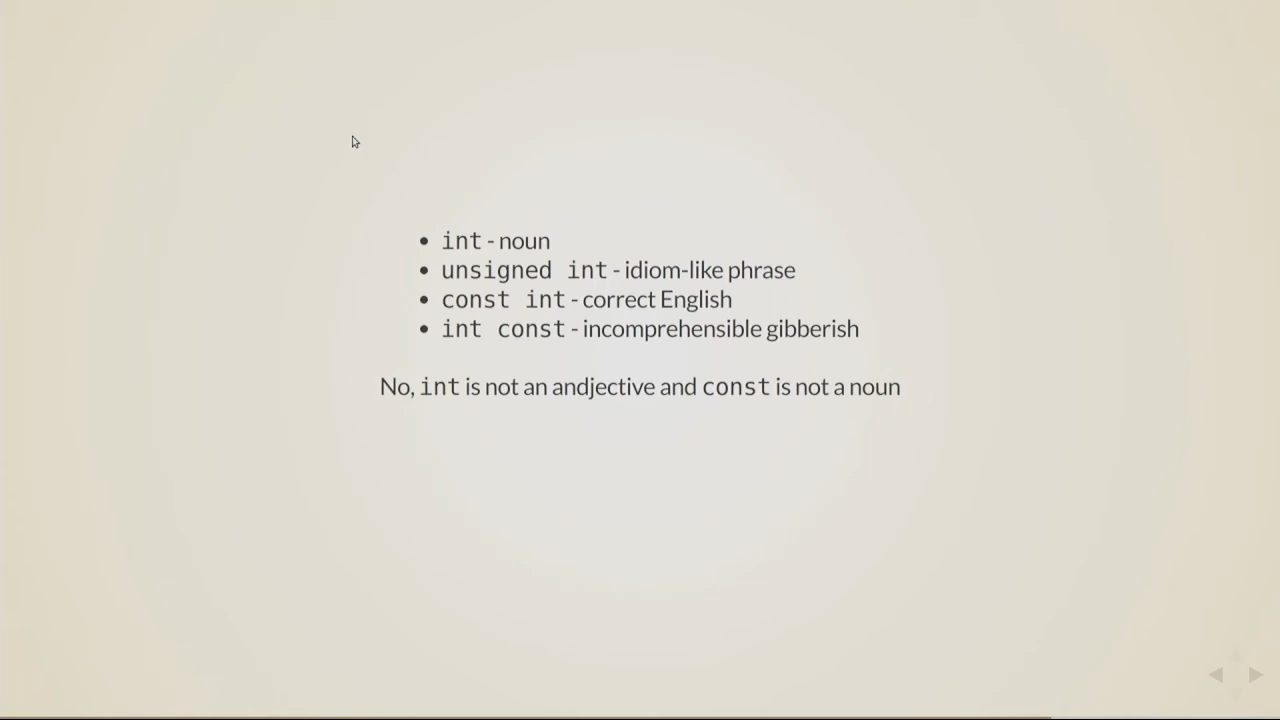 int - noun
unsigned int - idiom-like phrase
const int - correct English
int const - incomprehensible gibberish
No, int is not an andjective and const is not a noun